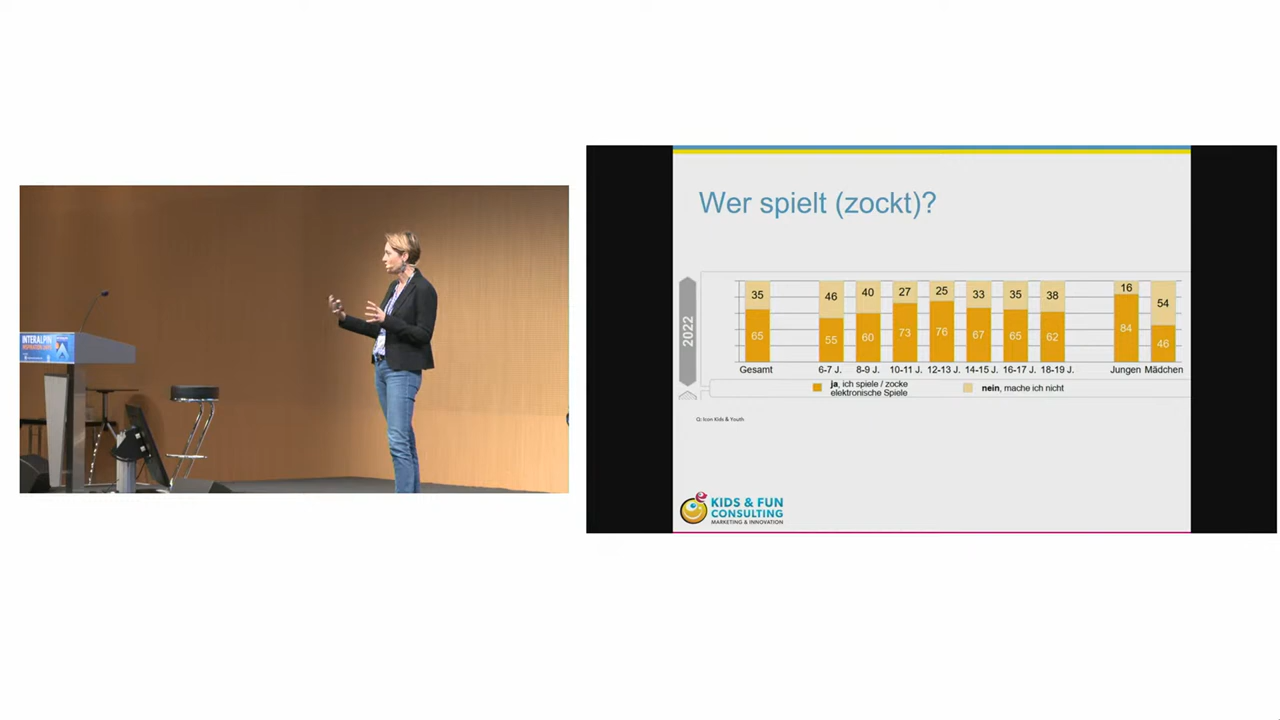 INTERALPIN
Wer spielt (zockt)?
2022
35 46 40 27 25 33 35 38 16 54
65 55 60 73 76 67 65 62 84 46
Gesamt 6-7 J. 8-9 J. 10-11 J. 12-13 J. 14-15 J. 16-17 J. 18-19 J. Jungen Mädchen
ja, ich spiele / zocke
elektronische Spiele
nein, mache ich nicht
Q: Icon Kids & Youth
KIDS & FUN
CONSULTING
MARKETING & INNOVATION